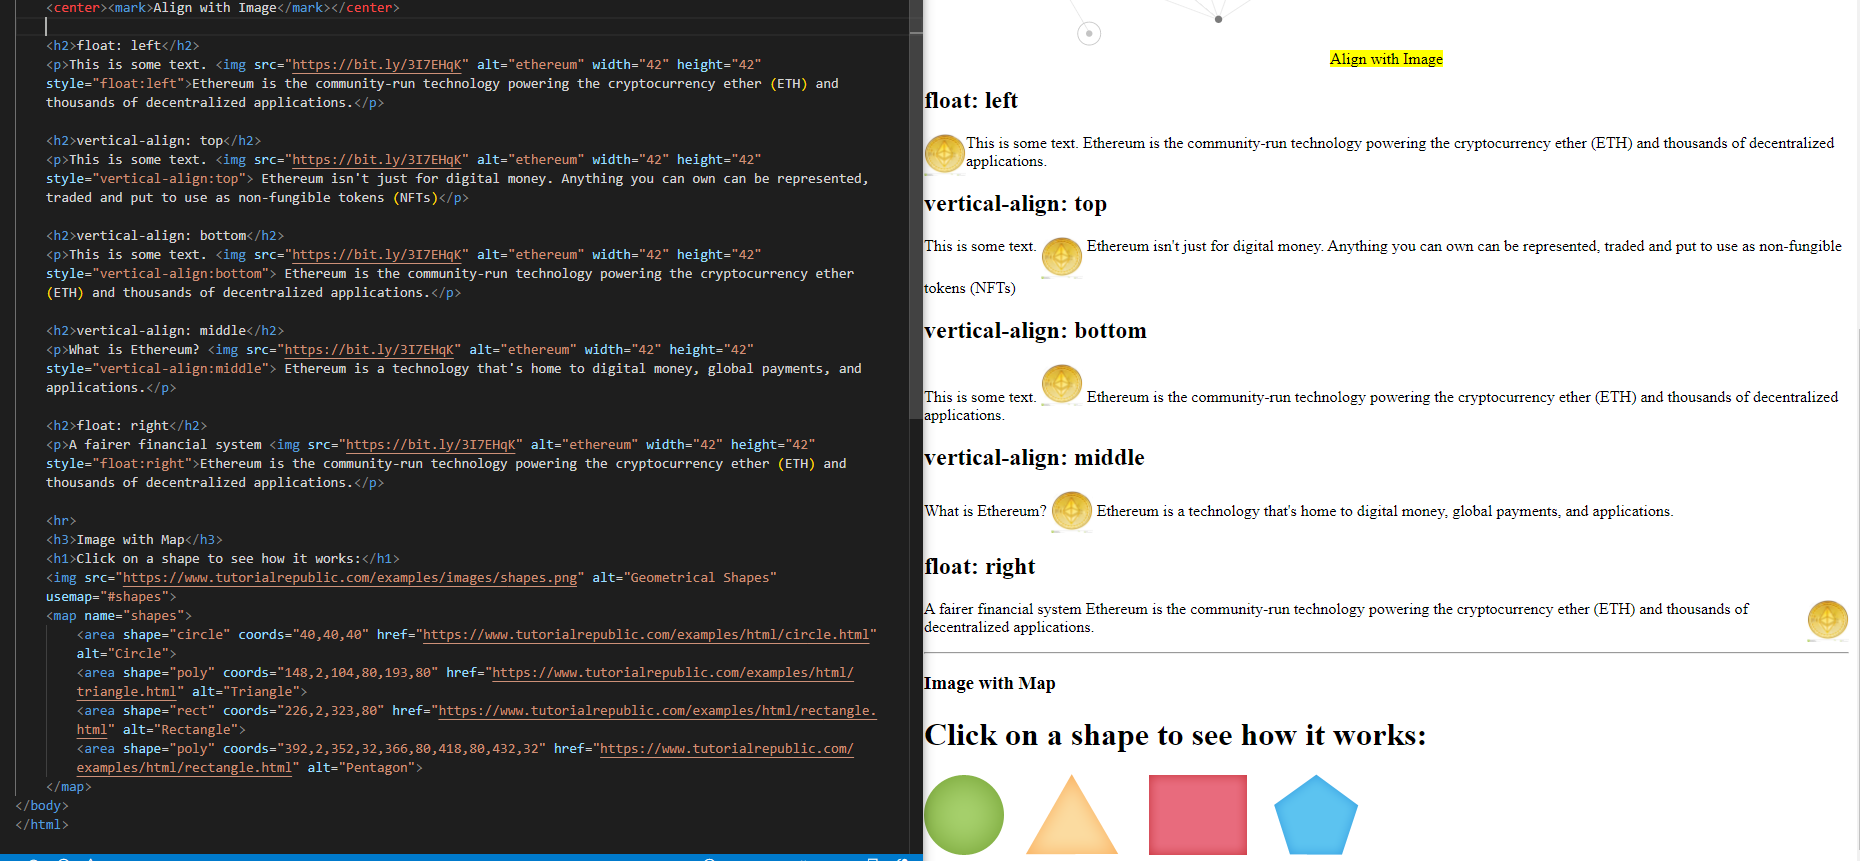 <center><mark>Align with Image</mark></center>
<h2>float: left</h2>
<p>This is some text. <img src="https://bit.ly/3I7EHqK" alt="ethereum" width="42" height="42"
style="float:left">Ethereum is the community-run technology powering the cryptocurrency ether (ETH) and
thousands of decentralized applications.</p>
<h2>vertical-align: top</h2>
<p>This is some text. <img src="https://bit.ly/3I7EHqK" alt="ethereum" width="42" height="42"
style="vertical-align:top"> Ethereum isn't just for digital money. Anything you can own can be represented,
traded and put to use as non-fungible tokens (NFTs)</p>
<h2>vertical-align: bottom</h2>
<p>This is some text. <img src="https://bit.ly/3I7EHqK" alt="ethereum" width="42" height="42"
style="vertical-align:bottom"> Ethereum is the community-run technology powering the cryptocurrency ether
(ETH) and thousands of decentralized applications.</p>
<h2>vertical-align: middle</h2>
<p>What is Ethereum? <img src="https://bit.ly/3I7EHqK" alt="ethereum" width="42" height="42"
style="vertical-align:middle"> Ethereum is a technology that's home to digital money, global payments, and
applications.</p>
<h2>float: right</h2>
<p>A fairer financial system <img src="https://bit.ly/3I7EHqK" alt="ethereum" width="42" height="42"
style="float:right">Ethereum is the community-run technology powering the cryptocurrency ether (ETH) and
thousands of decentralized applications.</p>
<hr>
<h3>Image with Map</h3>
<h1>Click on a shape to see how it works:</h1>
<img src="https://www.tutorialrepublic.com/examples/images/shapes.png" alt="Geometrical Shapes"
usemap="#shapes">
<map name="shapes">
<area shape="circle" coords="40,40,40" href="https://www.tutorialrepublic.com/examples/html/circle.html"
alt="Circle">
<area shape="poly" coords="148,2,104,80,193,80" href="https://www.tutorialrepublic.com/examples/html/
triangle.html" alt="Triangle">
<area shape="rect" coords="226,2,323,80" href="https://www.tutorialrepublic.com/examples/html/rectangle.
html" alt="Rectangle">
<area shape="poly" coords="392,2,352,32,366,80,418,80,432,32" href="https://www.tutorialrepublic.com/
examples/html/rectangle.html" alt="Pentagon">
</map>
</body>
</html>
Align with Image
float: left
This is some text. Ethereum is the community-run technology powering the cryptocurrency ether (ETH) and thousands of decentralized
applications.
vertical-align: top
This is some text. Ethereum isn't just for digital money. Anything you can own can be represented, traded and put to use as non-fungible
tokens (NFTs)
vertical-align: bottom
This is some text. Ethereum is the community-run technology powering the cryptocurrency ether (ETH) and thousands of decentralized
applications.
vertical-align: middle
What is Ethereum? Ethereum is a technology that's home to digital money, global payments, and applications.
float: right
A fairer financial system Ethereum is the community-run technology powering the cryptocurrency ether (ETH) and thousands of
decentralized applications.
Image with Map
Click on a shape to see how it works: